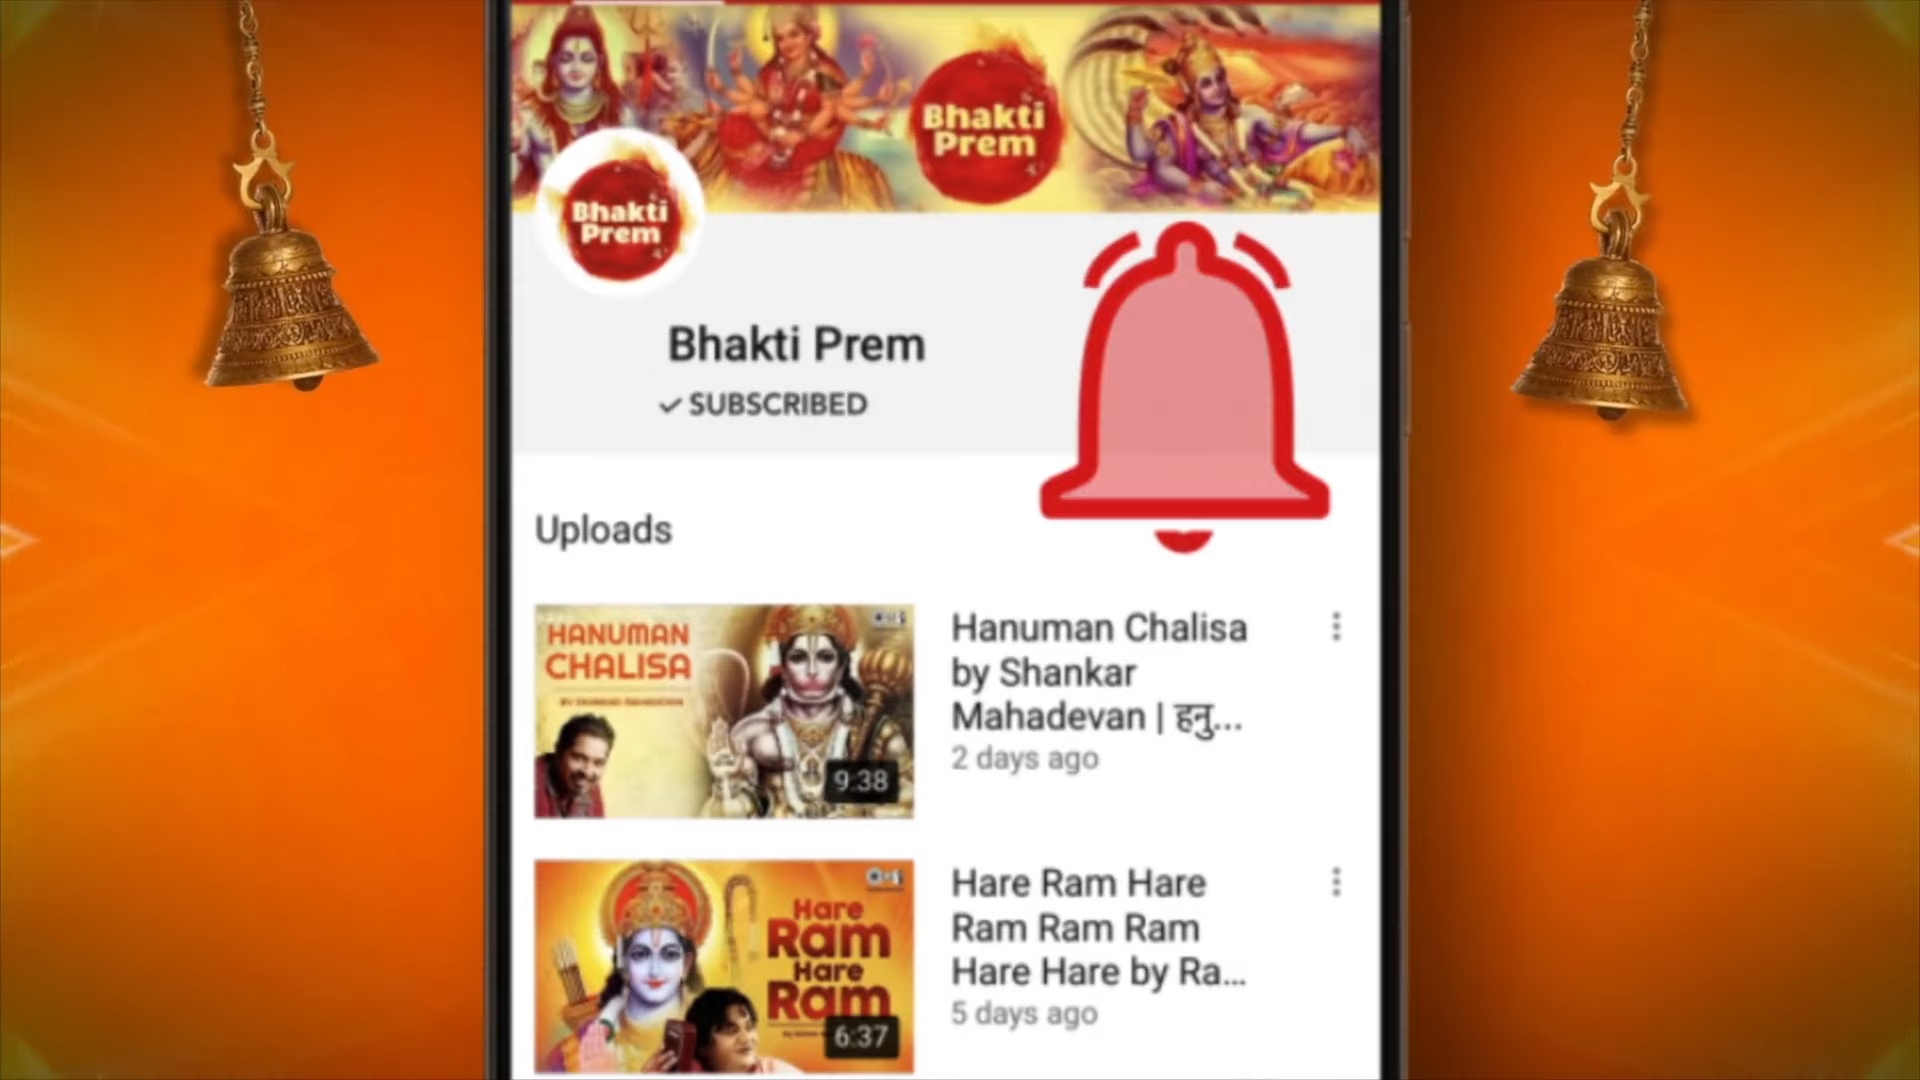 Bhakti
Prem
Bhakti
Prem
Bhakti Prem
SUBSCRIBED
Uploads
HANUMAN
CHALISA
9:38
Hanuman Chalisa
by Shankar
Mahadevan | हनु...
2 days ago
Hare
Ram
Hare
Ram
6:37
Hare Ram Hare
Ram Ram Ram
Hare Hare by Ra...
5 days ago